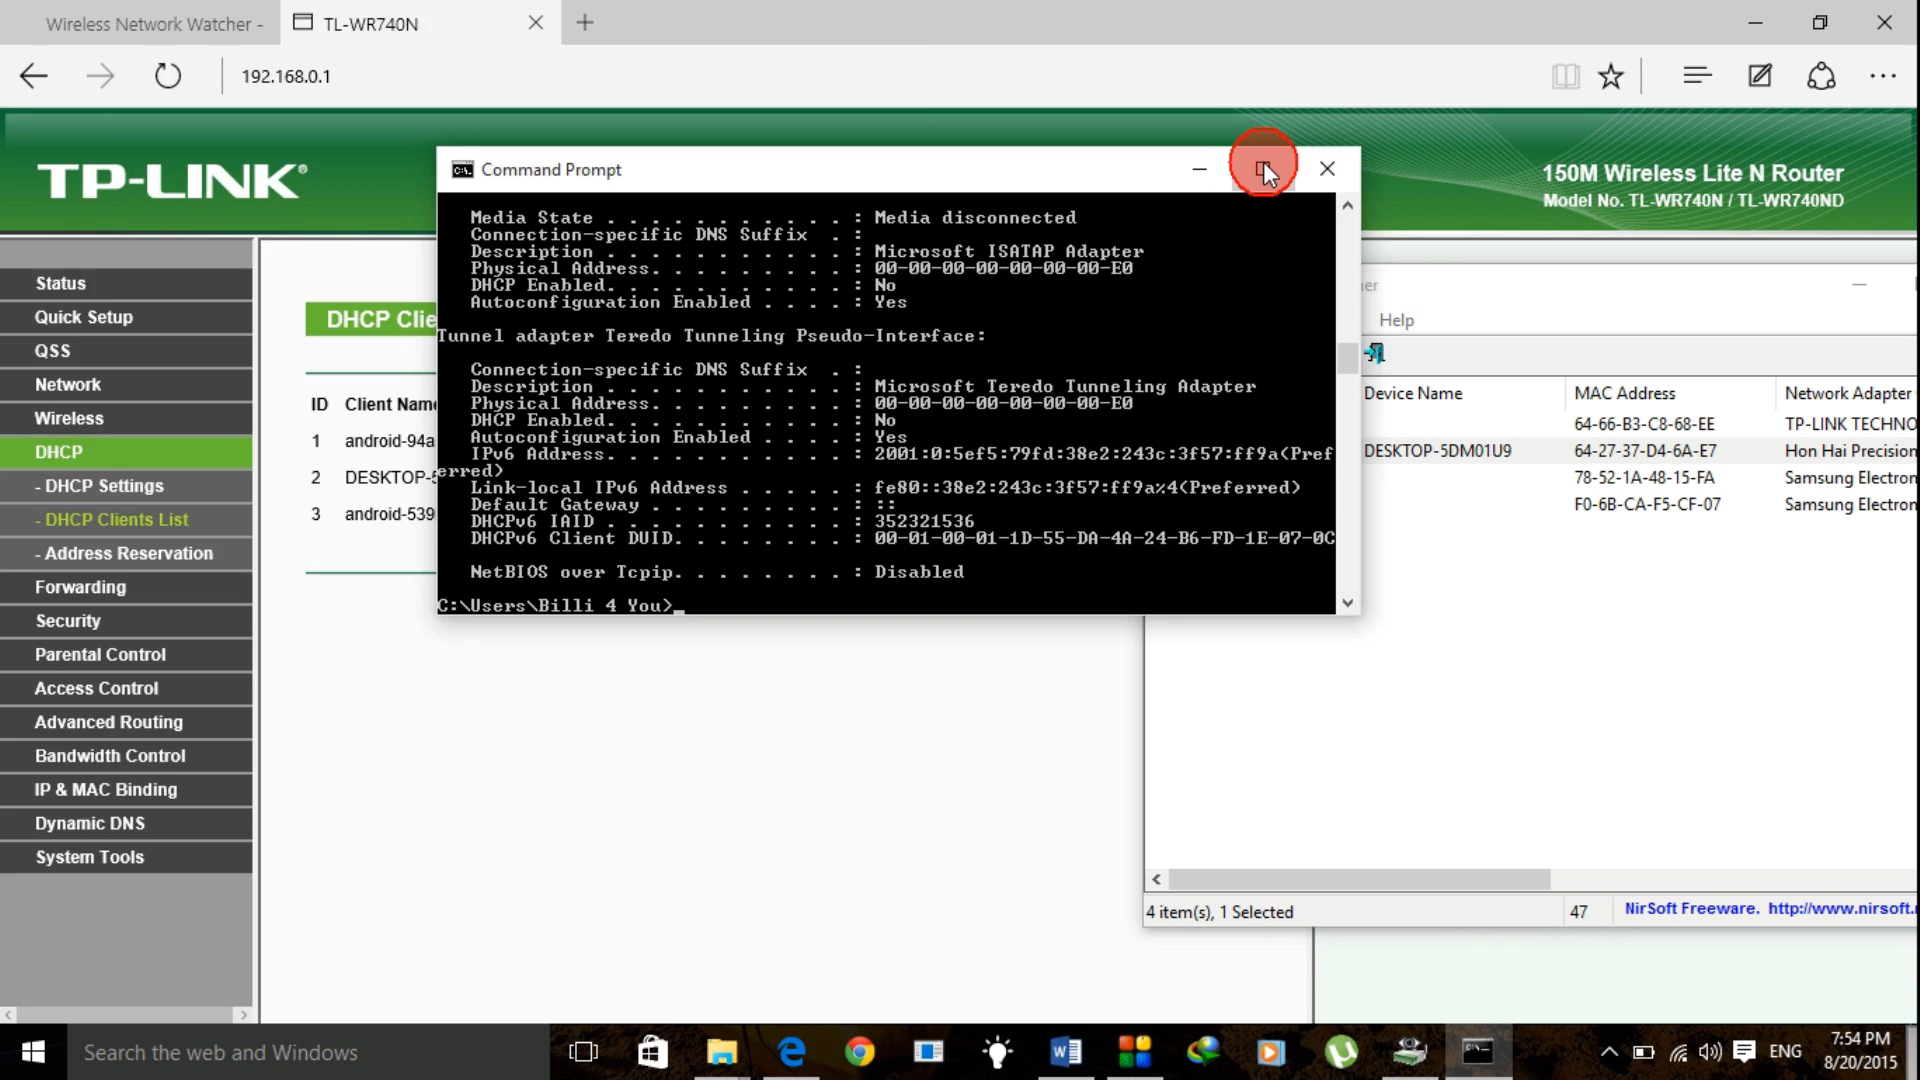 Wireless Network Watcher -
TL-WR740N
192.168.0.1
TP-LINK®
150M Wireless Lite N Router
Model No. TL-WR740N / TL-WR740ND
Command Prompt
Media State . . . . . . . . . . . : Media disconnected
Connection-specific DNS Suffix  . :
Description . . . . . . . . . . . : Microsoft ISATAP Adapter
Physical Address. . . . . . . . . : 00-00-00-00-00-00-00-E0
DHCP Enabled. . . . . . . . . . . : No
Autoconfiguration Enabled . . . . : Yes
Tunnel adapter Teredo Tunneling Pseudo-Interface:
Connection-specific DNS Suffix  . :
Description . . . . . . . . . . . : Microsoft Teredo Tunneling Adapter
Physical Address. . . . . . . . . : 00-00-00-00-00-00-00-E0
DHCP Enabled. . . . . . . . . . . : No
Autoconfiguration Enabled . . . . : Yes
IPv6 Address. . . . . . . . . . . : 2001:0:5ef5:79fd:38e2:243c:3f57:ff9a(Pref
erred)
Link-local IPv6 Address . . . . . : fe80::38e2:243c:3f57:ff9a%4(Preferred)
Default Gateway . . . . . . . . . : ::
DHCPv6 IAID . . . . . . . . . . . : 352321536
DHCPv6 Client DUID. . . . . . . . : 00-01-00-01-1D-55-DA-4A-24-B6-FD-1E-07-0C
NetBIOS over Tcpip. . . . . . . . : Disabled
C:\Users\Billi 4 You>_
Status
Quick Setup
QSS
Network
Wireless
DHCP
- DHCP Settings
- DHCP Clients List
- Address Reservation
Forwarding
Security
Parental Control
Access Control
Advanced Routing
Bandwidth Control
IP & MAC Binding
Dynamic DNS
System Tools
DHCP Clie
ID Client Name
1 android-94a
2 DESKTOP-5
3 android-539
er
Help
Device Name MAC Address Network Adapter
64-66-B3-C8-68-EE TP-LINK TECHNO
DESKTOP-5DM01U9 64-27-37-D4-6A-E7 Hon Hai Precision
78-52-1A-48-15-FA Samsung Electron
F0-6B-CA-F5-CF-07 Samsung Electron
4 item(s), 1 Selected 47 NirSoft Freeware. http://www.nirsoft.
Search the web and Windows
ENG
7:54 PM
8/20/2015